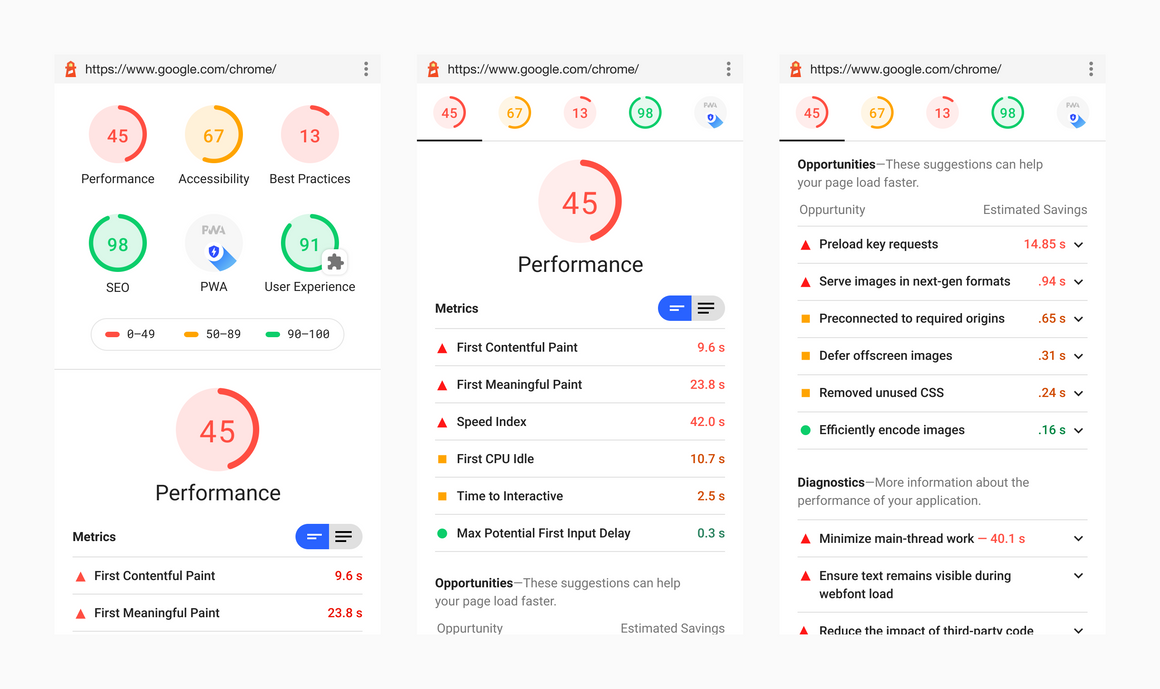 https://www.google.com/chrome/
45
67
13
Performance
Accessibility
Best Practices
98
PWA
91
SEO
PWA
User Experience
0–49
50–89
90–100
45
Performance
Metrics
First Contentful Paint 9.6 s
First Meaningful Paint 23.8 s
https://www.google.com/chrome/
45
67
13
98
PWA
45
Performance
Metrics
First Contentful Paint 9.6 s
First Meaningful Paint 23.8 s
Speed Index 42.0 s
First CPU Idle 10.7 s
Time to Interactive 2.5 s
Max Potential First Input Delay 0.3 s
Opportunities—These suggestions can help
your page load faster.
Oppurtunity Estimated Savings
https://www.google.com/chrome/
45
67
13
98
PWA
Opportunities—These suggestions can help
your page load faster.
Oppurtunity Estimated Savings
Preload key requests 14.85 s
Serve images in next-gen formats .94 s
Preconnected to required origins .65 s
Defer offscreen images .31 s
Removed unused CSS .24 s
Efficiently encode images .16 s
Diagnostics—More information about the
performance of your application.
Minimize main-thread work — 40.1 s
Ensure text remains visible during
webfont load
Reduce the impact of third-party code